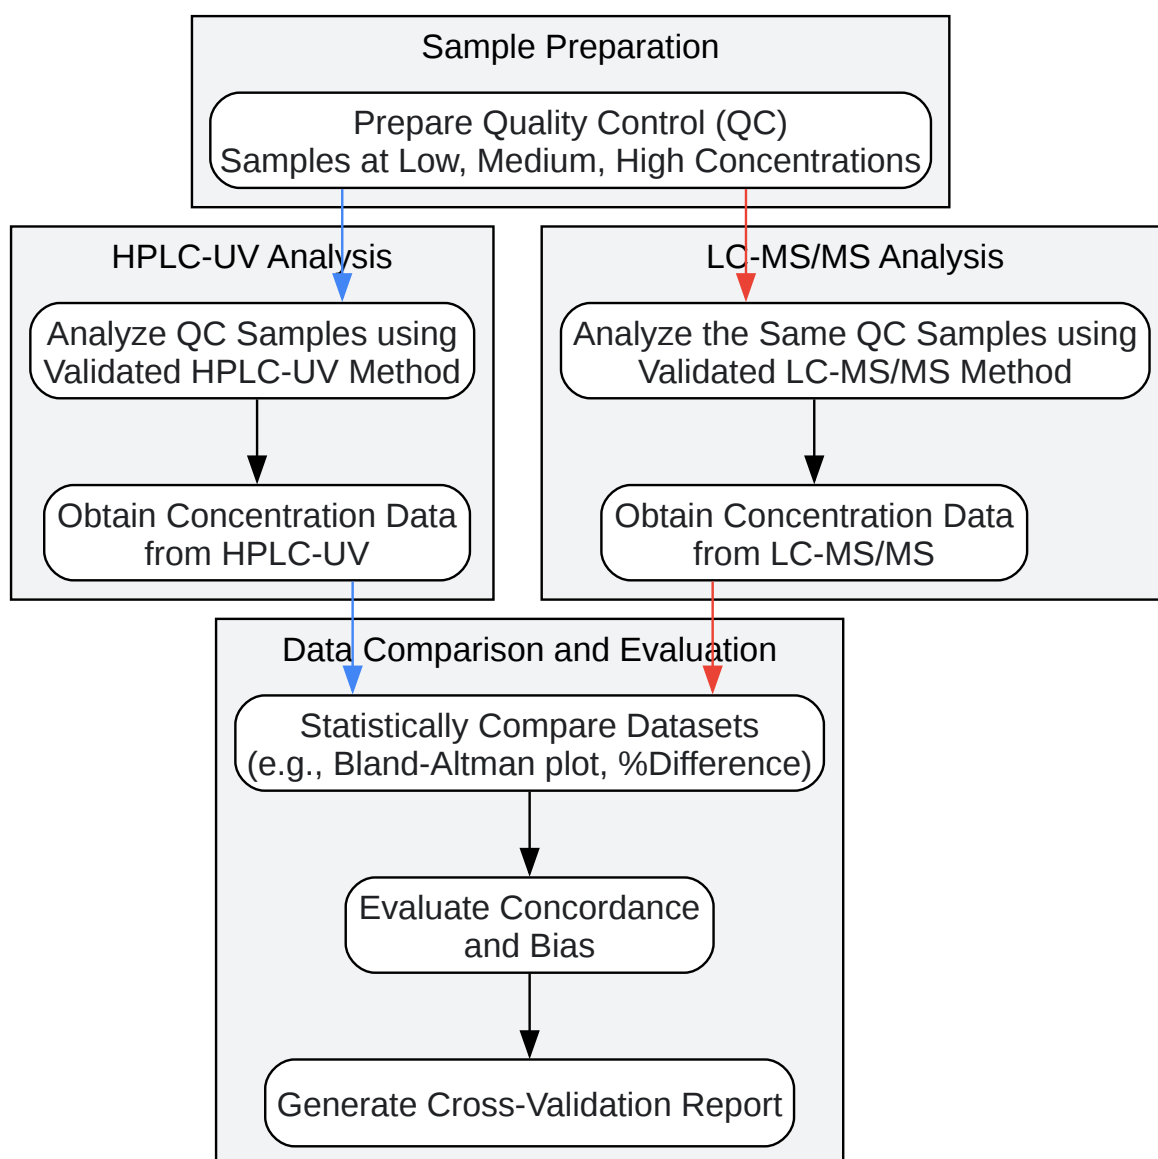 Sample Preparation
Prepare Quality Control (QC)
Samples at Low, Medium, High Concentrations
HPLC-UV Analysis
Analyze QC Samples using
Validated HPLC-UV Method
Obtain Concentration Data
from HPLC-UV
LC-MS/MS Analysis
Analyze the Same QC Samples using
Validated LC-MS/MS Method
Obtain Concentration Data
from LC-MS/MS
Data Comparison and Evaluation
Statistically Compare Datasets
(e.g., Bland-Altman plot, %Difference)
Evaluate Concordance
and Bias
Generate Cross-Validation Report